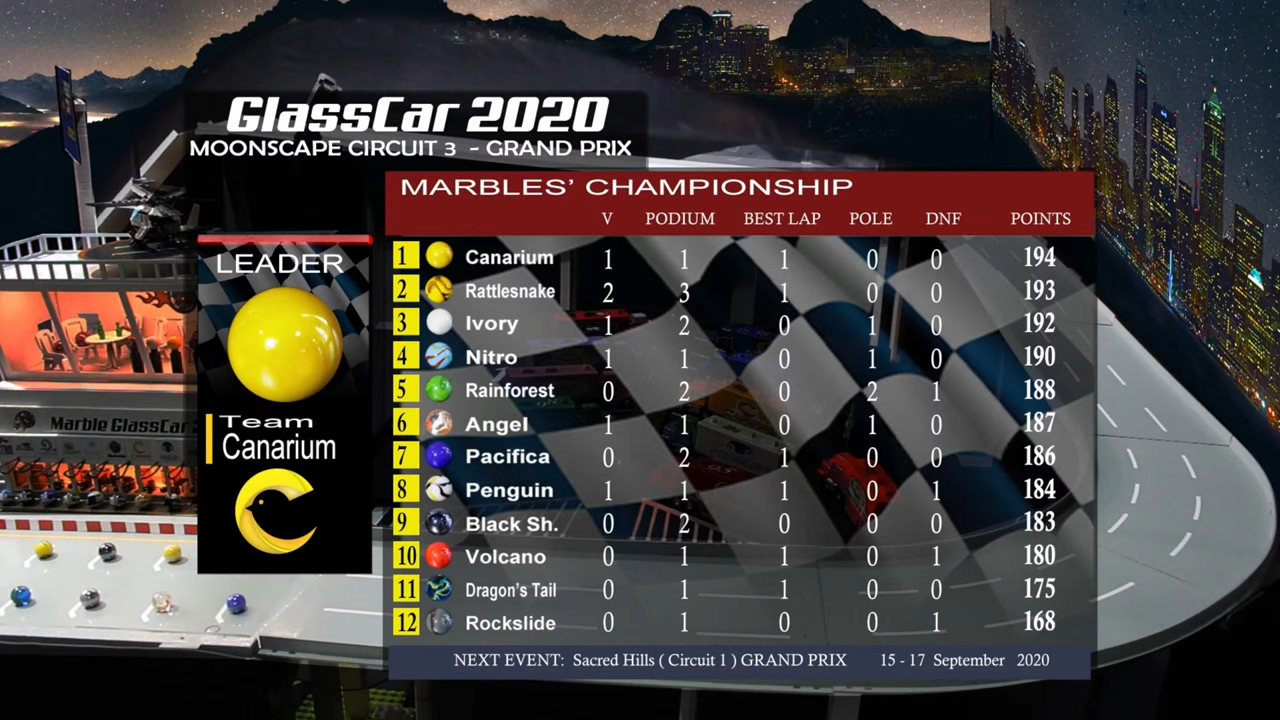 GlassCar 2020
MOONSCAPE CIRCUIT 3 - GRAND PRIX
MARBLES' CHAMPIONSHIP
V PODIUM BEST LAP POLE DNF POINTS
1 Canarium 1 1 1 0 0 194
2 Rattlesnake 2 3 1 0 0 193
3 Ivory 1 2 0 1 0 192
4 Nitro 1 1 0 1 0 190
5 Rainforest 0 2 0 2 1 188
6 Angel 1 1 0 1 0 187
7 Pacifica 0 2 1 0 0 186
8 Penguin 1 1 1 0 1 184
9 Black Sh. 0 2 0 0 0 183
10 Volcano 0 1 1 0 1 180
11 Dragon's Tail 0 1 1 0 0 175
12 Rockslide 0 1 0 0 1 168
NEXT EVENT: Sacred Hills ( Circuit 1 ) GRAND PRIX 15 - 17 September 2020
LEADER
Team
Canarium
Marble GlassCar